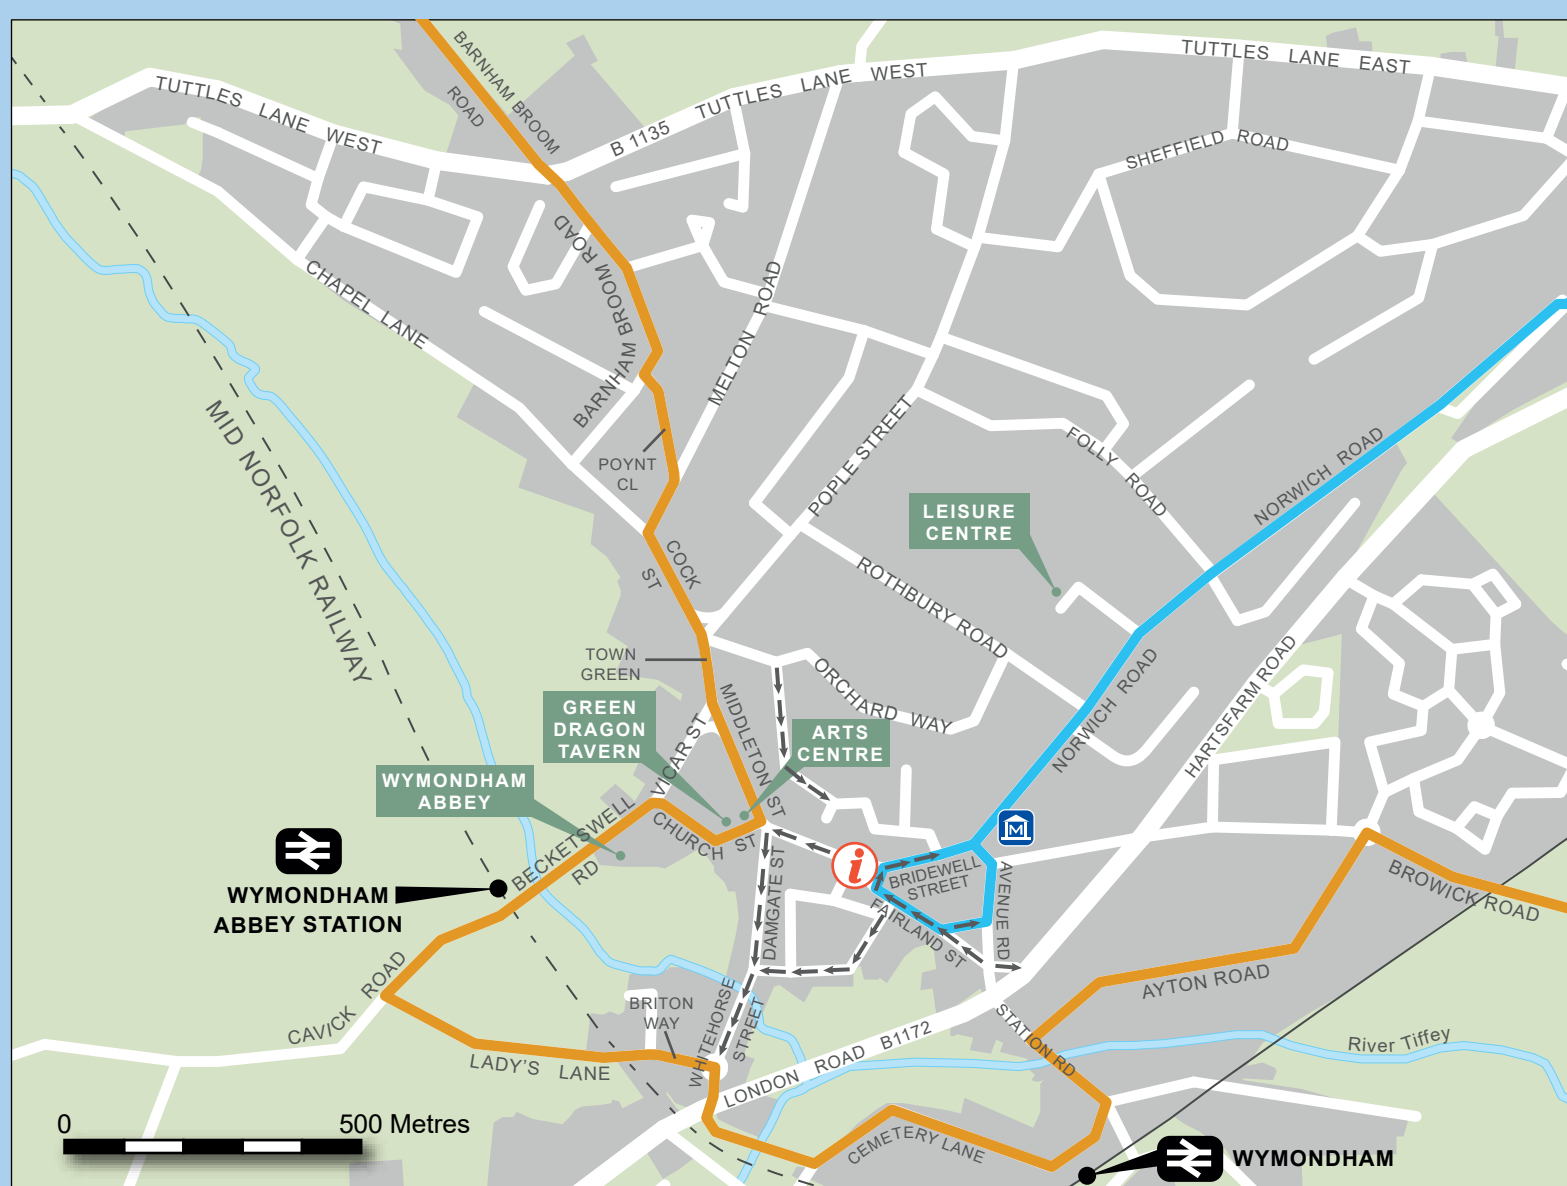 BARNHAM BROOM
ROAD
TUTTLES LANE WEST
B 1135
TUTTLES LANE WEST
TUTTLES LANE EAST
SHEFFIELD ROAD
BARNHAM BROOM ROAD
CHAPEL LANE
MELTON ROAD
BARNHAM
POPLE STREET
FOLLY ROAD
NORWICH ROAD
MID NORFOLK RAILWAY
POYNT
CL
LEISURE
CENTRE
COCK
ST
ROTHBURY ROAD
TOWN
GREEN
ORCHARD WAY
NORWICH ROAD
HARTSFARM ROAD
GREEN
DRAGON
TAVERN
MIDDLETON ST
VICAR ST
ARTS
CENTRE
WYMONDHAM
ABBEY
BECKETSWELL
RD
CHURCH ST
M
i
BRIDEWELL
STREET
AVENUE RD
FAIRLAND ST
DAMGATE ST
BROWICK ROAD
WYMONDHAM
ABBEY STATION
CAVICK ROAD
AYTON ROAD
BRITON
WAY
WHITEHORSE
STREET
LADY'S LANE
LONDON ROAD B1172
STATION RD
River Tiffey
CEMETERY LANE
0 500 Metres
WYMONDHAM